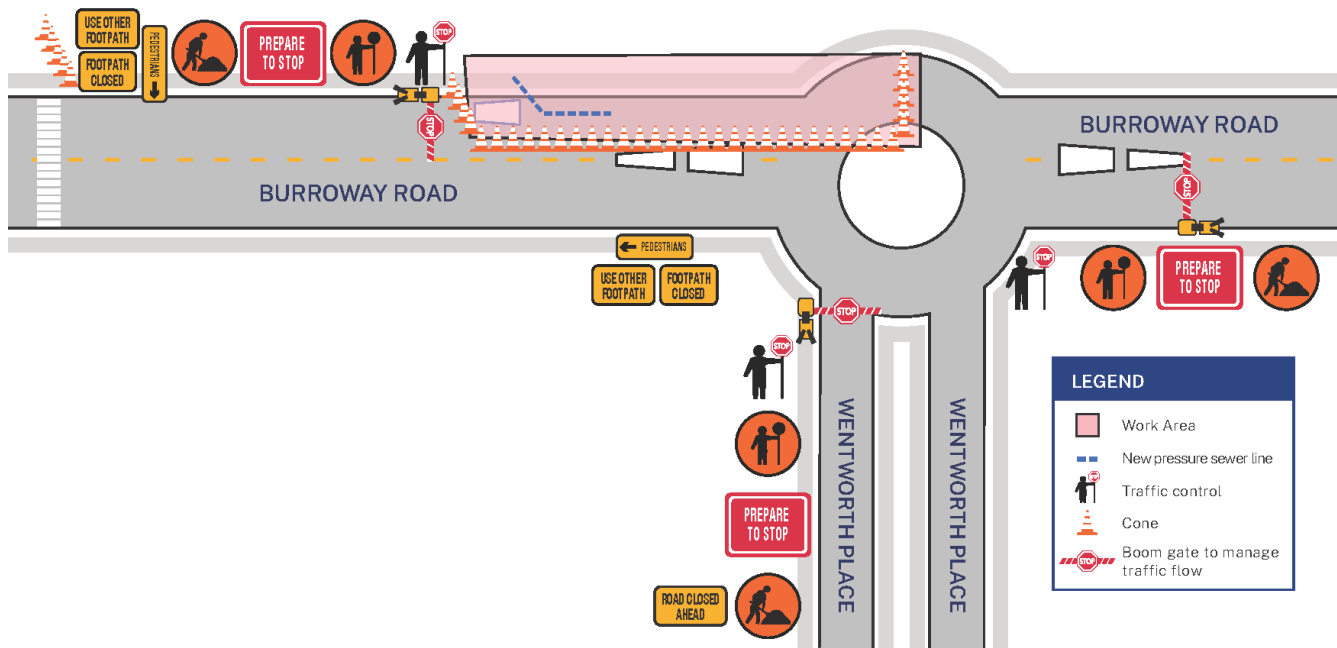 USE OTHER
FOOTPATH
FOOTPATH
CLOSED
PEDESTRIANS
PREPARE
TO STOP
STOP
STOP
BURROWAY ROAD
BURROWAY ROAD
STOP
PEDESTRIANS
USE OTHER
FOOTPATH
FOOTPATH
CLOSED
STOP
STOP
PREPARE
TO STOP
STOP
WENTWORTH PLACE
WENTWORTH PLACE
PREPARE
TO STOP
ROAD CLOSED
AHEAD
LEGEND
Work Area
New pressure sewer line
Traffic control
Cone
STOP
Boom gate to manage
traffic flow